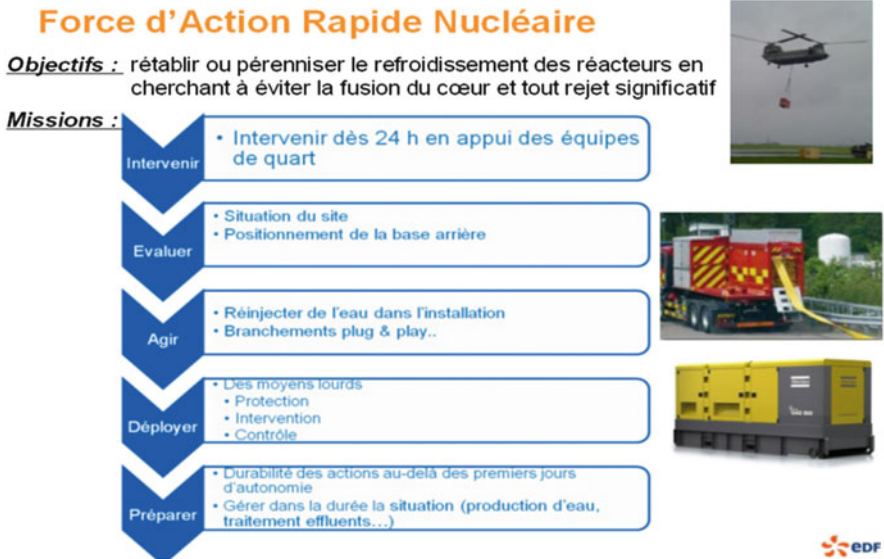 Force d'Action Rapide Nucléaire
Objectifs : rétablir ou pérenniser le refroidissement des réacteurs en
cherchant à éviter la fusion du cœur et tout rejet significatif
Missions :
Intervenir
• Intervenir dès 24 h en appui des équipes
de quart
Evaluer
• Situation du site
• Positionnement de la base arrière
Agir
• Réinjecter de l'eau dans l'installation
• Branchements plug & play..
Déployer
• Des moyens lourds
• Protection
• Intervention
• Contrôle
Préparer
• Durabilité des actions au-delà des premiers jours
d'autonomie
• Gérer dans la durée la situation (production d'eau,
traitement effluents…)
edf